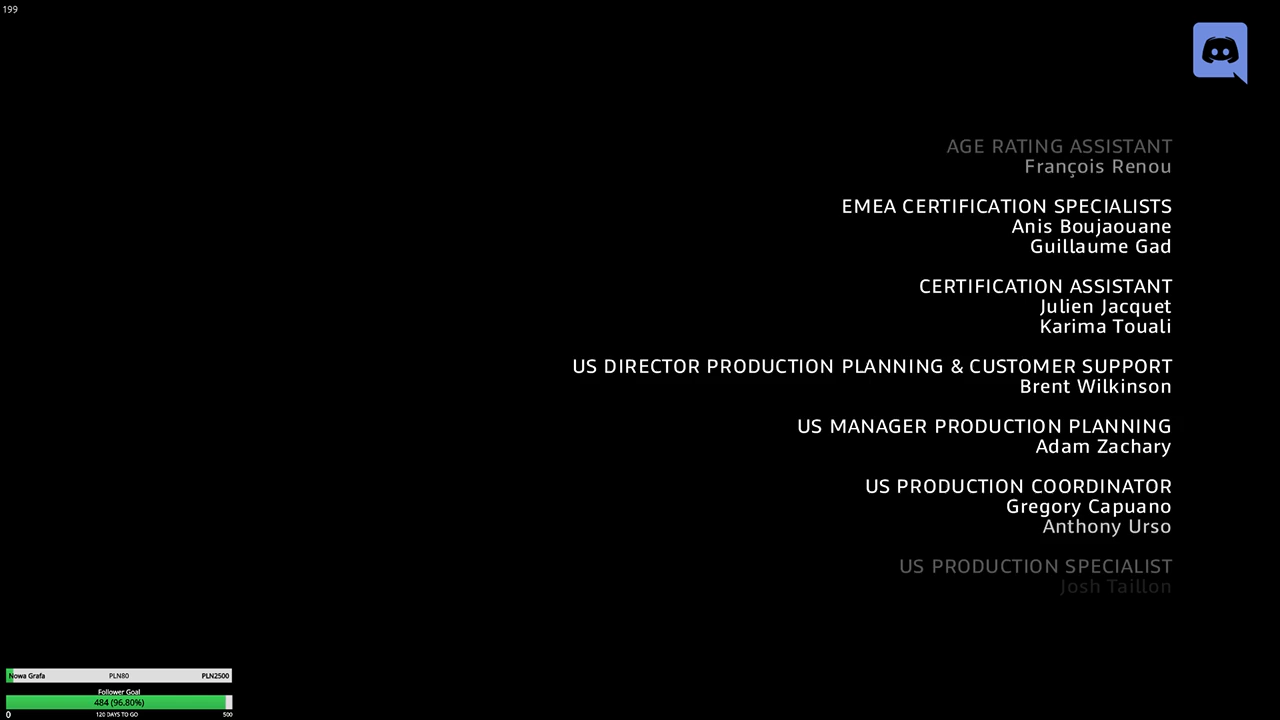 199
AGE RATING ASSISTANT
François Renou
EMEA CERTIFICATION SPECIALISTS
Anis Boujaouane
Guillaume Gad
CERTIFICATION ASSISTANT
Julien Jacquet
Karima Touali
US DIRECTOR PRODUCTION PLANNING & CUSTOMER SUPPORT
Brent Wilkinson
US MANAGER PRODUCTION PLANNING
Adam Zachary
US PRODUCTION COORDINATOR
Gregory Capuano
Anthony Urso
US PRODUCTION SPECIALIST
Josh Taillon
Nowa Grafa PLN80 PLN2500
Follower Goal
484 (96.80%)
0 120 DAYS TO GO 500